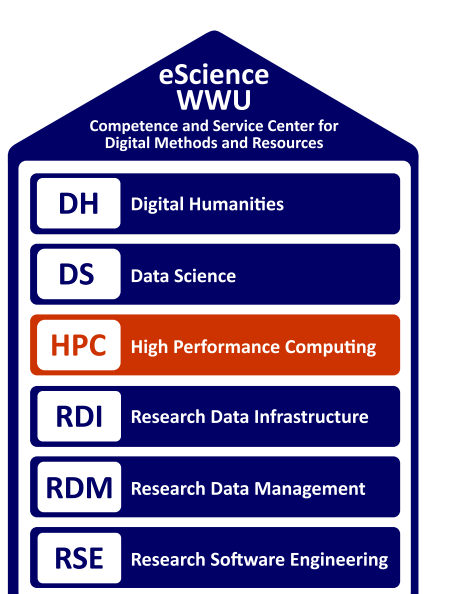 eScience
WWU
Competence and Service Center for
Digital Methods and Resources
DH Digital Humanities
DS Data Science
HPC High Performance Computing
RDI Research Data Infrastructure
RDM Research Data Management
RSE Research Software Engineering